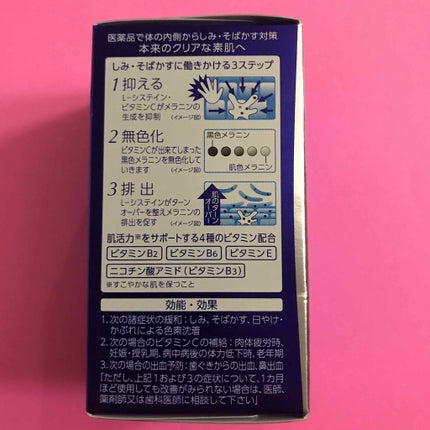 医薬品で体の内側からしみ・そばかす対策
本来のクリアな素肌へ
しみ・そばかすに働きかける3ステップ
1 抑える
L-システイン・
ビタミンCがメラニンの
生成を抑制 (イメージ図)
2 無色化
ビタミンCが出来てしまった
黒色メラニンを無色化して
いきます (イメージ図)
黒色メラニン
肌色メラニン
3 排出
L-システインがターン
オーバーを整えメラニンの
排出を促す (イメージ図)
肌のターン
オーバー
肌活力※をサポートする4種のビタミン配合
ビタミンB2 ビタミンB6 ビタミンE
ニコチン酸アミド(ビタミンB3)
※すこやかな肌を保つこと
効能・効果
1.次の諸症状の緩和:しみ、そばかす、日やけ・
かぶれによる色素沈着
2.次の場合のビタミンCの補給:肉体疲労時、
妊娠・授乳期、病中病後の体力低下時、老年期
3.次の場合の出血予防:歯ぐきからの出血、鼻出血
「ただし、上記1および3の症状について、1カ月
ほど使用しても改善がみられない場合は、医師、
薬剤師又は歯科医師に相談して下さい」